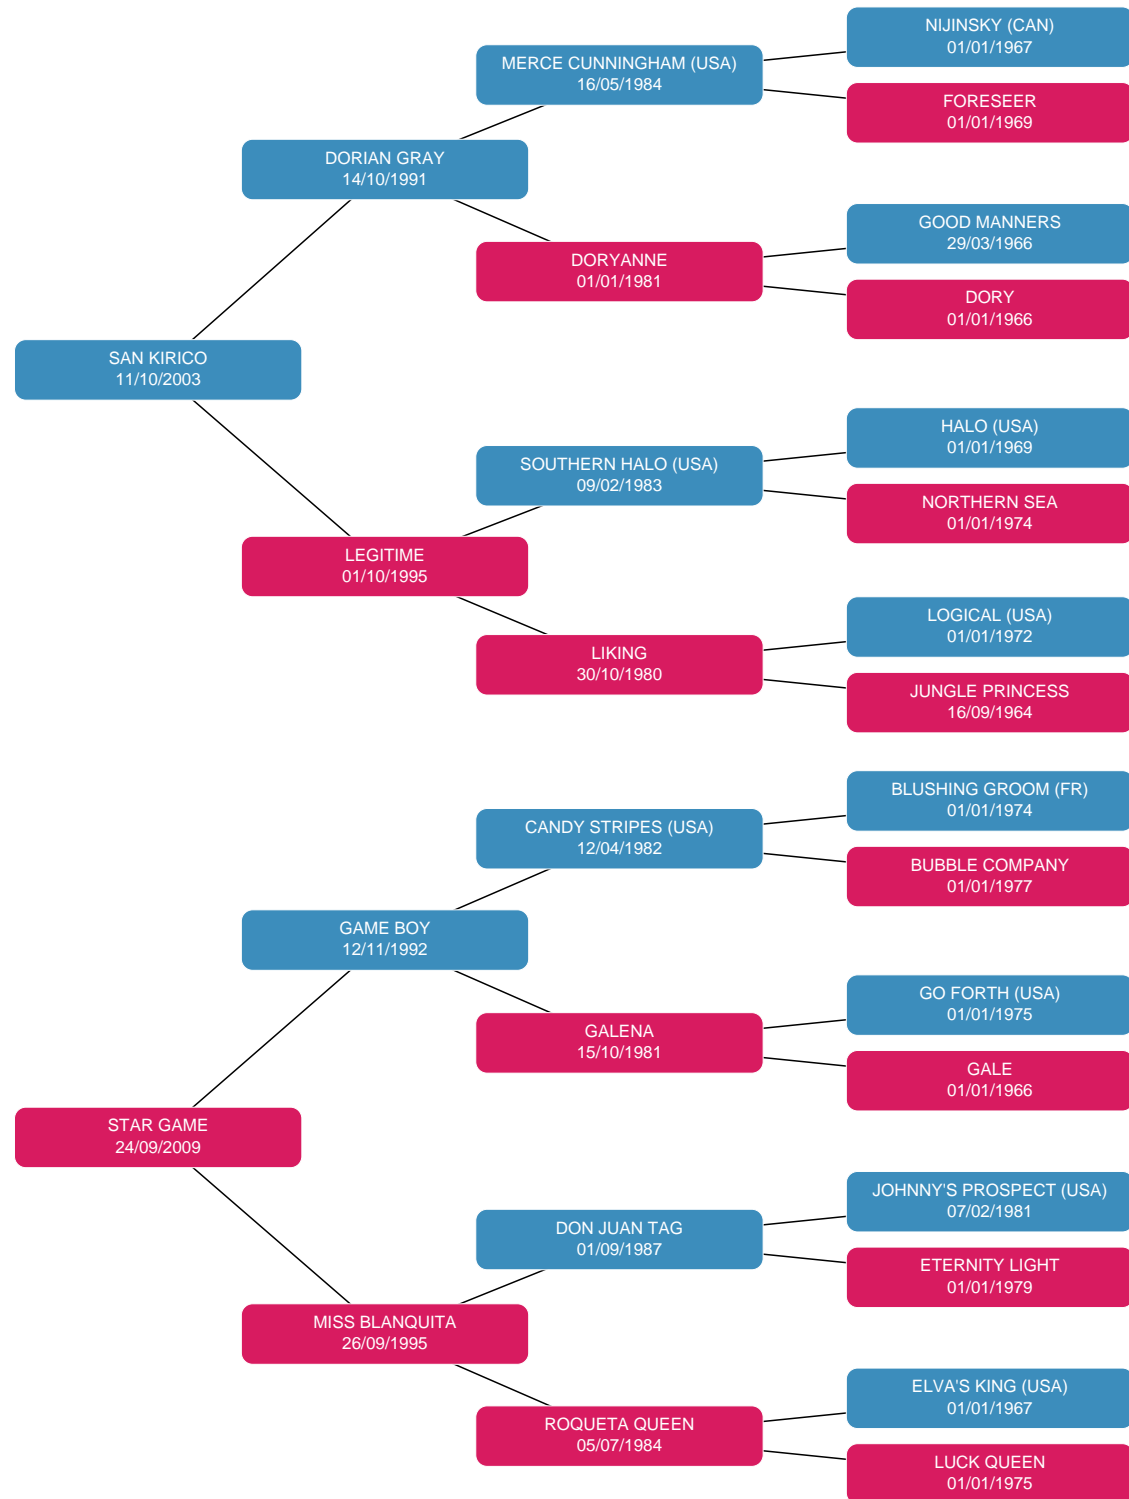 NIJINSKY (CAN)
01/01/1967
MERCE CUNNINGHAM (USA)
16/05/1984
FORESEER
01/01/1969
DORIAN GRAY
14/10/1991
GOOD MANNERS
29/03/1966
DORYANNE
01/01/1981
DORY
01/01/1966
SAN KIRICO
11/10/2003
HALO (USA)
01/01/1969
SOUTHERN HALO (USA)
09/02/1983
NORTHERN SEA
01/01/1974
LEGITIME
01/10/1995
LOGICAL (USA)
01/01/1972
LIKING
30/10/1980
JUNGLE PRINCESS
16/09/1964
BLUSHING GROOM (FR)
01/01/1974
CANDY STRIPES (USA)
12/04/1982
BUBBLE COMPANY
01/01/1977
GAME BOY
12/11/1992
GO FORTH (USA)
01/01/1975
GALENA
15/10/1981
GALE
01/01/1966
STAR GAME
24/09/2009
JOHNNY'S PROSPECT (USA)
07/02/1981
DON JUAN TAG
01/09/1987
ETERNITY LIGHT
01/01/1979
MISS BLANQUITA
26/09/1995
ELVA'S KING (USA)
01/01/1967
ROQUETA QUEEN
05/07/1984
LUCK QUEEN
01/01/1975